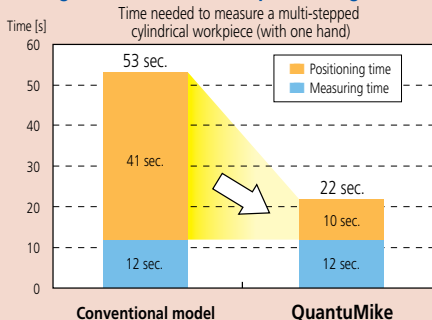 Time needed to measure a multi-stepped
cylindrical workpiece (with one hand)
Time [s]
60
50
40
30
20
10
0
53 sec.
41 sec.
12 sec.
Positioning time
Measuring time
22 sec.
10 sec.
12 sec.
Conventional model
QuantuMike